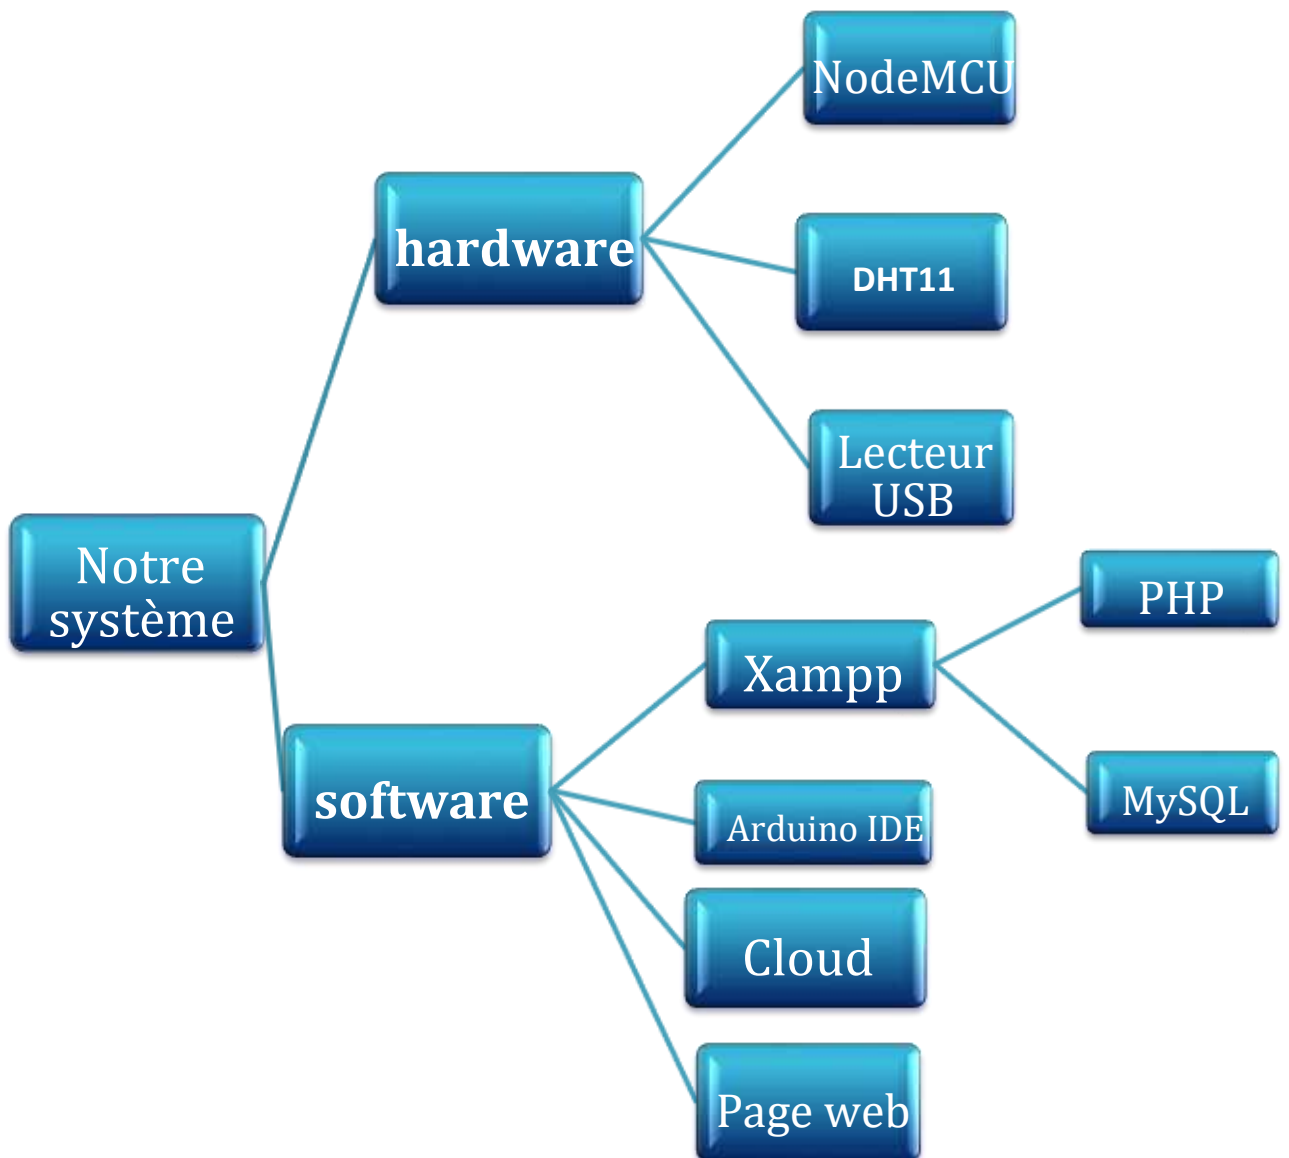 NodeMCU
hardware
DHT11
Lecteur
USB
Notre
système
PHP
Xampp
software
MySQL
Arduino IDE
Cloud
Page web